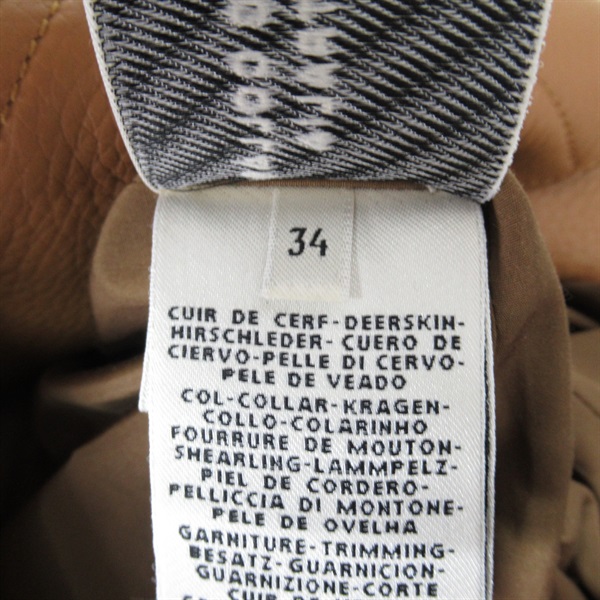 34
CUIR DE CERF-DEERSKIN-
HIRSCHLEDER- CUERO DE
CIERVO-PELLE DI CERVO-
PELE DE VEADO
COL-COLLAR-KRAGEN-
COLLO-COLARINHO
FOURRURE DE MOUTON-
SHEARLING-LAMMPELZ-
PIEL DE CORDERO-
PELLICCIA DI MONTONE-
PELE DE OVELHA
GARNITURE-TRIMMING-
BESATZ-GUARNICION-
GUARNIZIONE-CORTE
CUIR DE